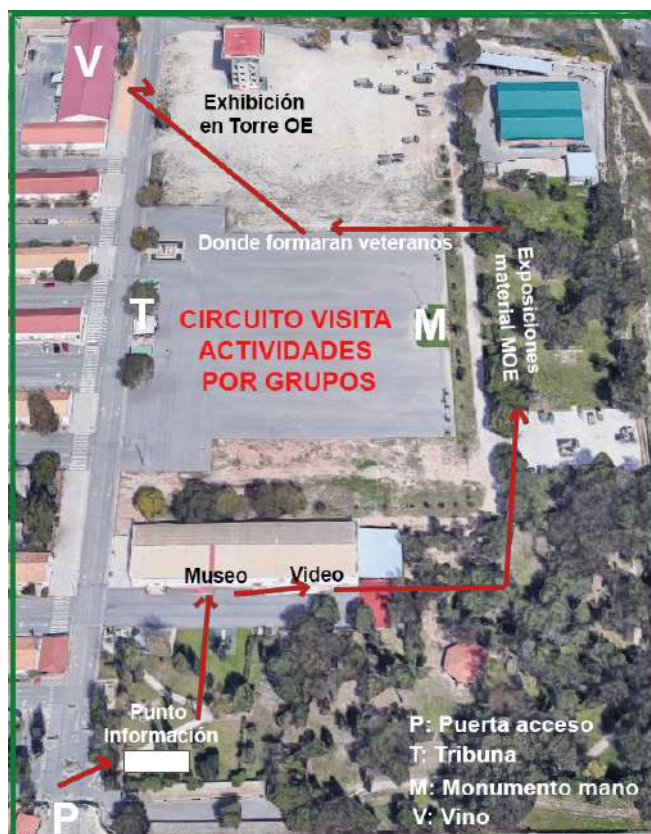 V
Exhibición
en Torre OE
Donde formaran veteranos
Exposiciones
material MOE
T
CIRCUITO VISITA
ACTIVIDADES
POR GRUPOS
M
Museo
Video
Punto
Información
P
P: Puerta acceso
T: Tribuna
M: Monumento mano
V: Vino